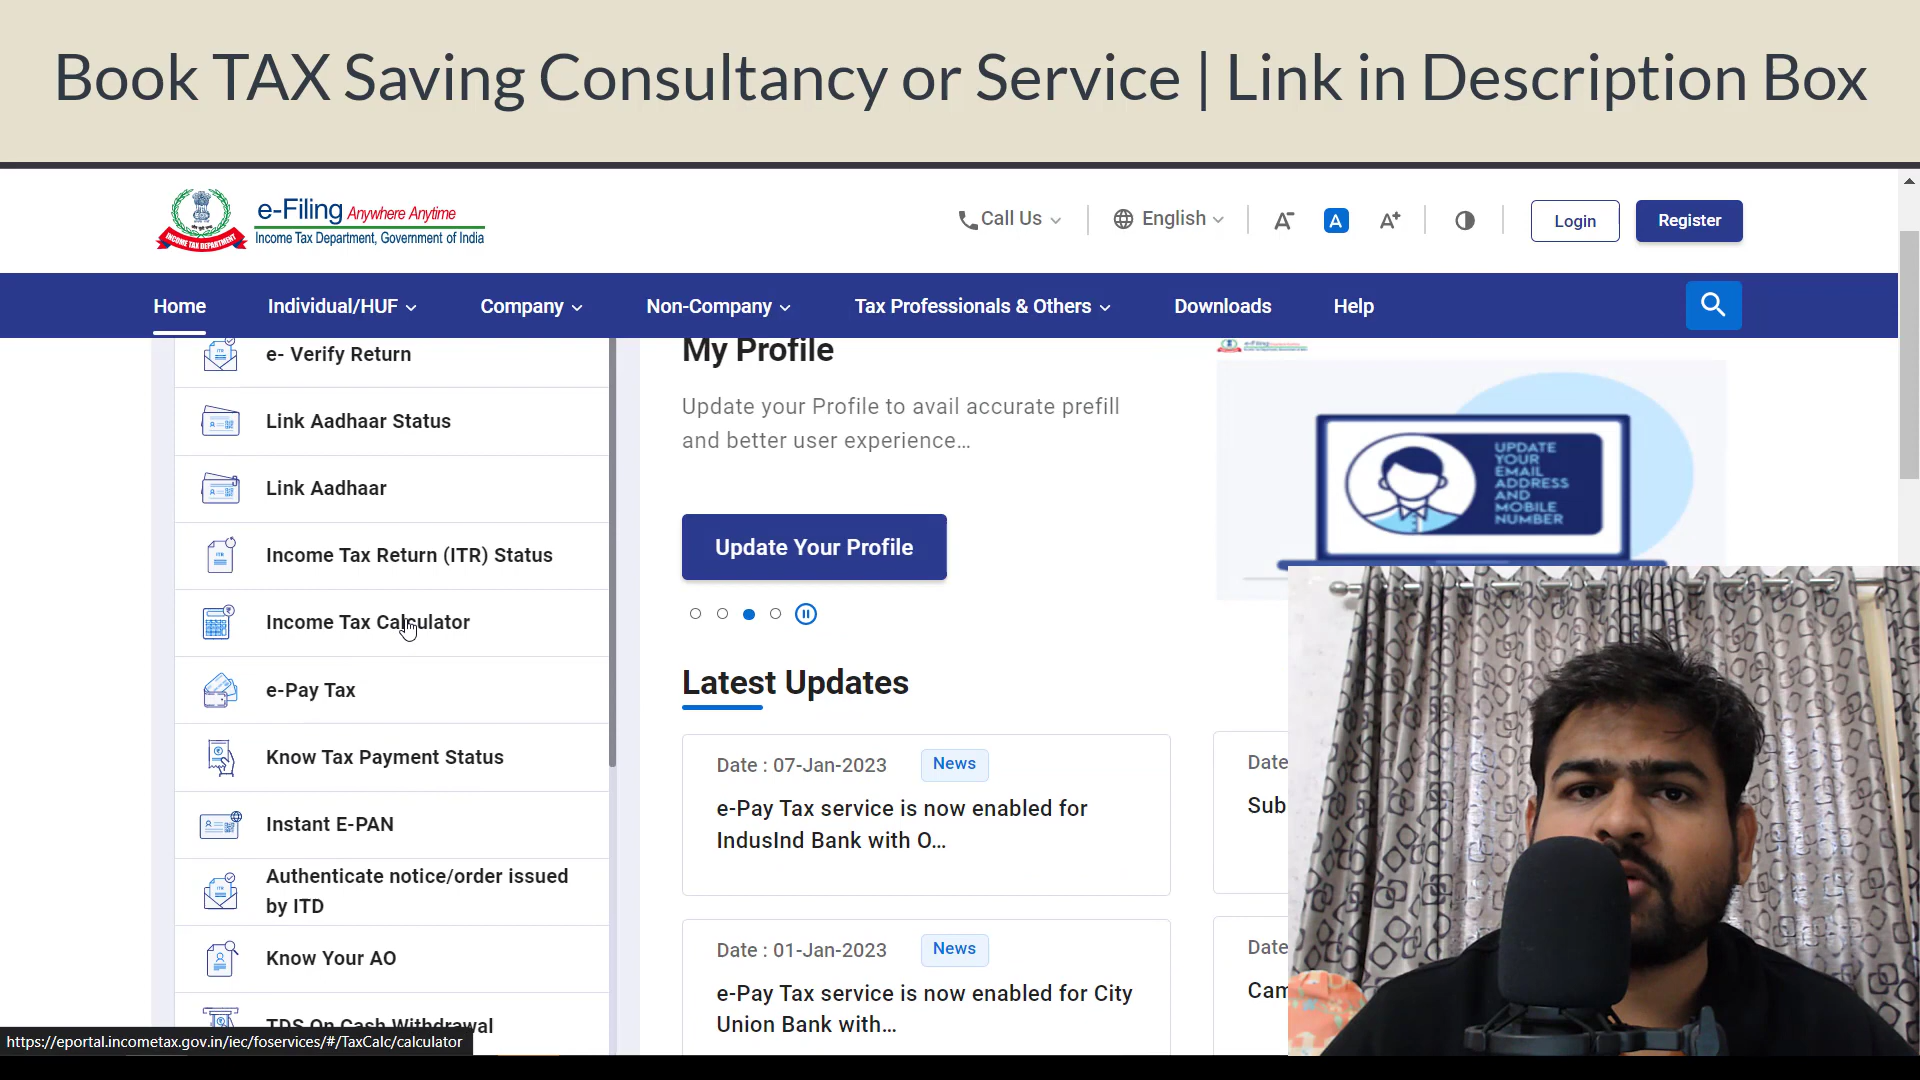 Book TAX Saving Consultancy or Service | Link in Description Box
e-Filing Anywhere Anytime
Income Tax Department, Government of India
INCOME TAX DEPARTMENT
Call Us
English
A-
A
A+
Login
Register
Home
Individual/HUF
Company
Non-Company
Tax Professionals & Others
Downloads
Help
e- Verify Return
Link Aadhaar Status
Link Aadhaar
Income Tax Return (ITR) Status
Income Tax Calculator
e-Pay Tax
Know Tax Payment Status
Instant E-PAN
Authenticate notice/order issued
by ITD
Know Your AO
TDS On Cash Withdrawal
https://eportal.incometax.gov.in/iec/foservices/#/TaxCalc/calculator
My Profile
Update your Profile to avail accurate prefill
and better user experience...
Update Your Profile
UPDATE
YOUR
EMAIL
ADDRESS
AND
MOBILE
NUMBER
Latest Updates
Date : 07-Jan-2023
News
e-Pay Tax service is now enabled for
IndusInd Bank with O...
Date : 01-Jan-2023
News
e-Pay Tax service is now enabled for City
Union Bank with...
Date
Sub
Date
Cam